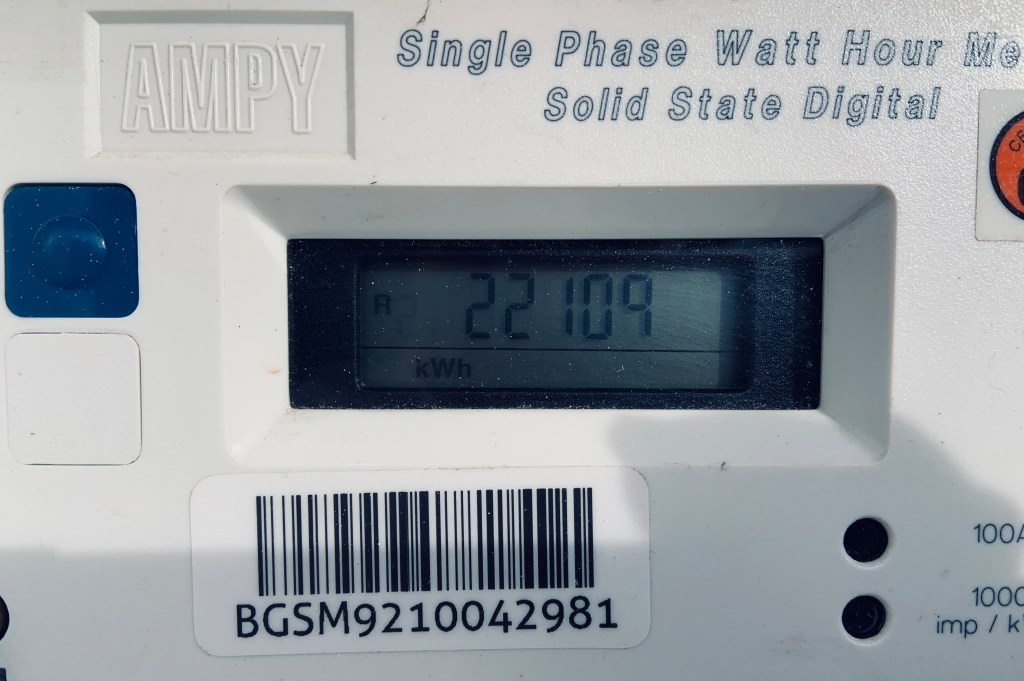 AMPY
Single Phase Watt Hour Me
Solid State Digital
R
22109
kWh
BGSM9210042981
100A
1000
imp / k